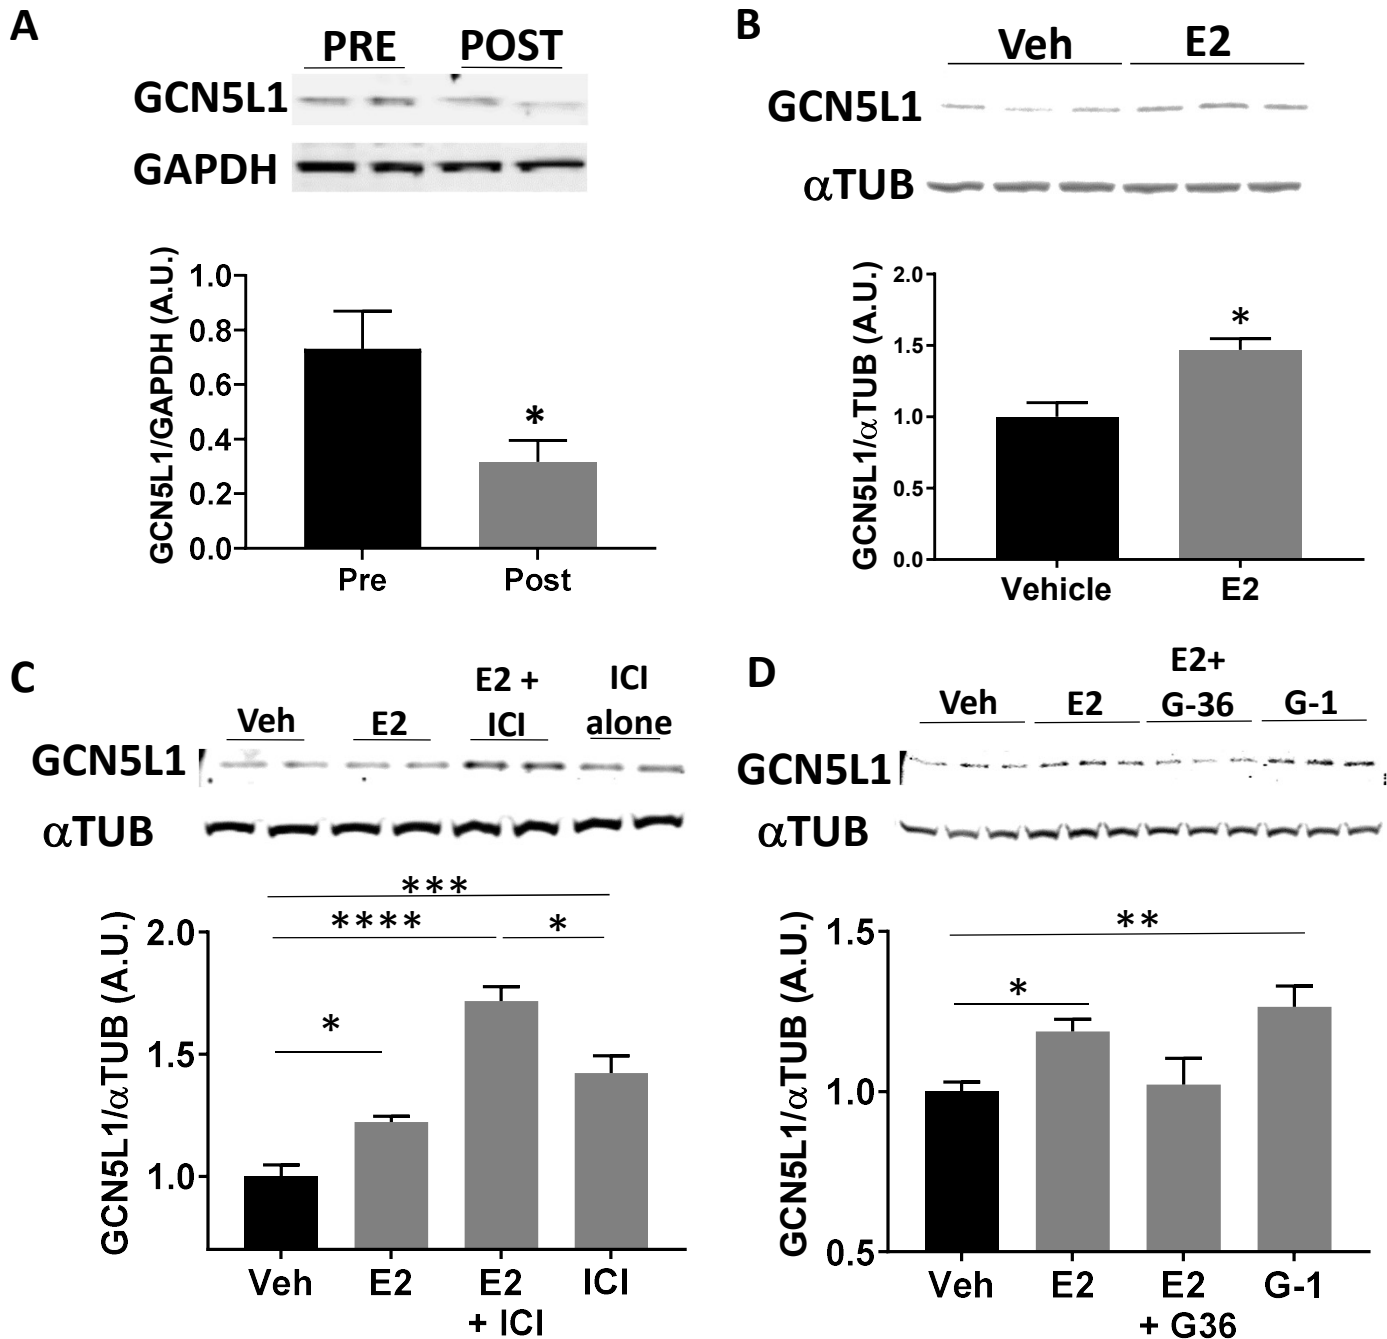 A
PRE POST
GCN5L1
GAPDH
GCN5L1/GAPDH (A.U.)
1.0
0.8
0.6
0.4
0.2
0.0
*
Pre Post
B
Veh E2
GCN5L1
αTUB
GCN5L1/αTUB (A.U.)
2.0
1.5
1.0
0.5
0.0
*
Vehicle E2
C
Veh E2 E2 + ICI ICI alone
GCN5L1
αTUB
GCN5L1/αTUB (A.U.)
***
**** *
*
2.0
1.5
1.0
Veh E2 E2 ICI
+ ICI
D
Veh E2 E2+ G-36 G-1
GCN5L1
αTUB
GCN5L1/αTUB (A.U.)
**
*
1.5
1.0
0.5
Veh E2 E2 G-1
+ G36